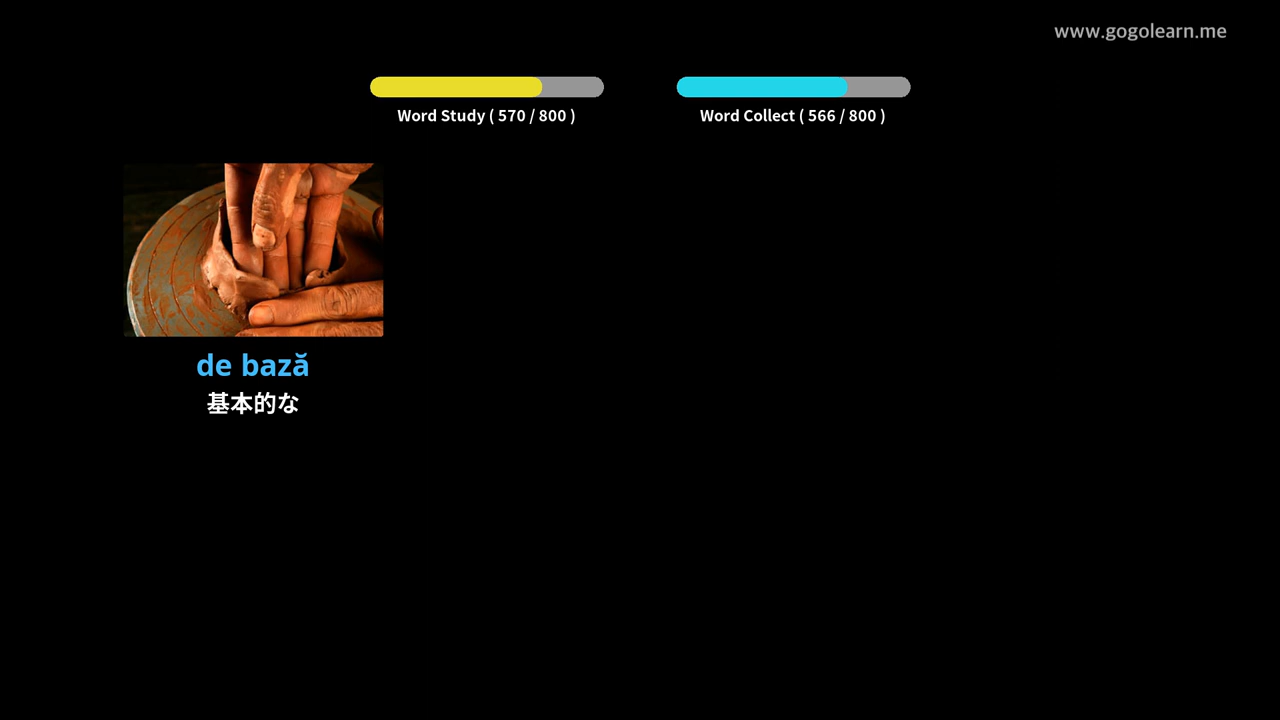 www.gogolearn.me
Word Study ( 570 / 800 )
Word Collect ( 566 / 800 )
de bază
基本的な